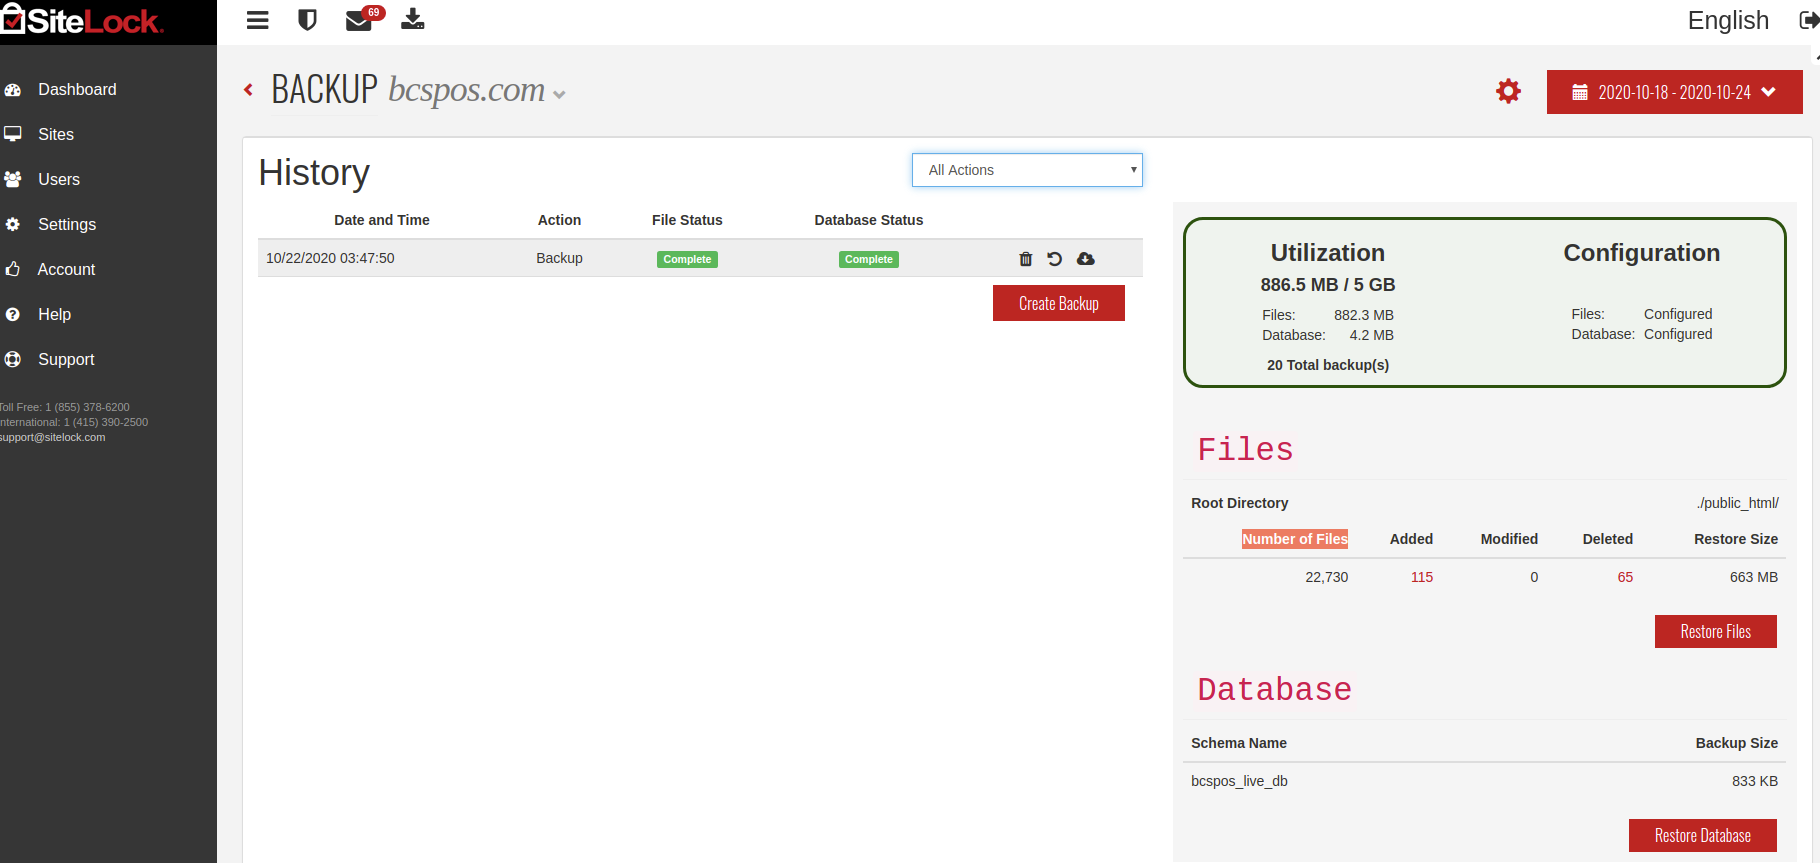 SiteLock.
69
English
Dashboard
Sites
Users
Settings
Account
Help
Support
Toll Free: 1 (855) 378-6200
International: 1 (415) 390-2500
support@sitelock.com
BACKUP bcspos.com
2020-10-18 - 2020-10-24
History
All Actions
Date and Time Action File Status Database Status
10/22/2020 03:47:50 Backup Complete Complete
Create Backup
Utilization
886.5 MB / 5 GB
Files: 882.3 MB
Database: 4.2 MB
20 Total backup(s)
Configuration
Files: Configured
Database: Configured
Files
Root Directory ./public_html/
Number of Files Added Modified Deleted Restore Size
22,730 115 0 65 663 MB
Restore Files
Database
Schema Name Backup Size
bcspos_live_db 833 KB
Restore Database